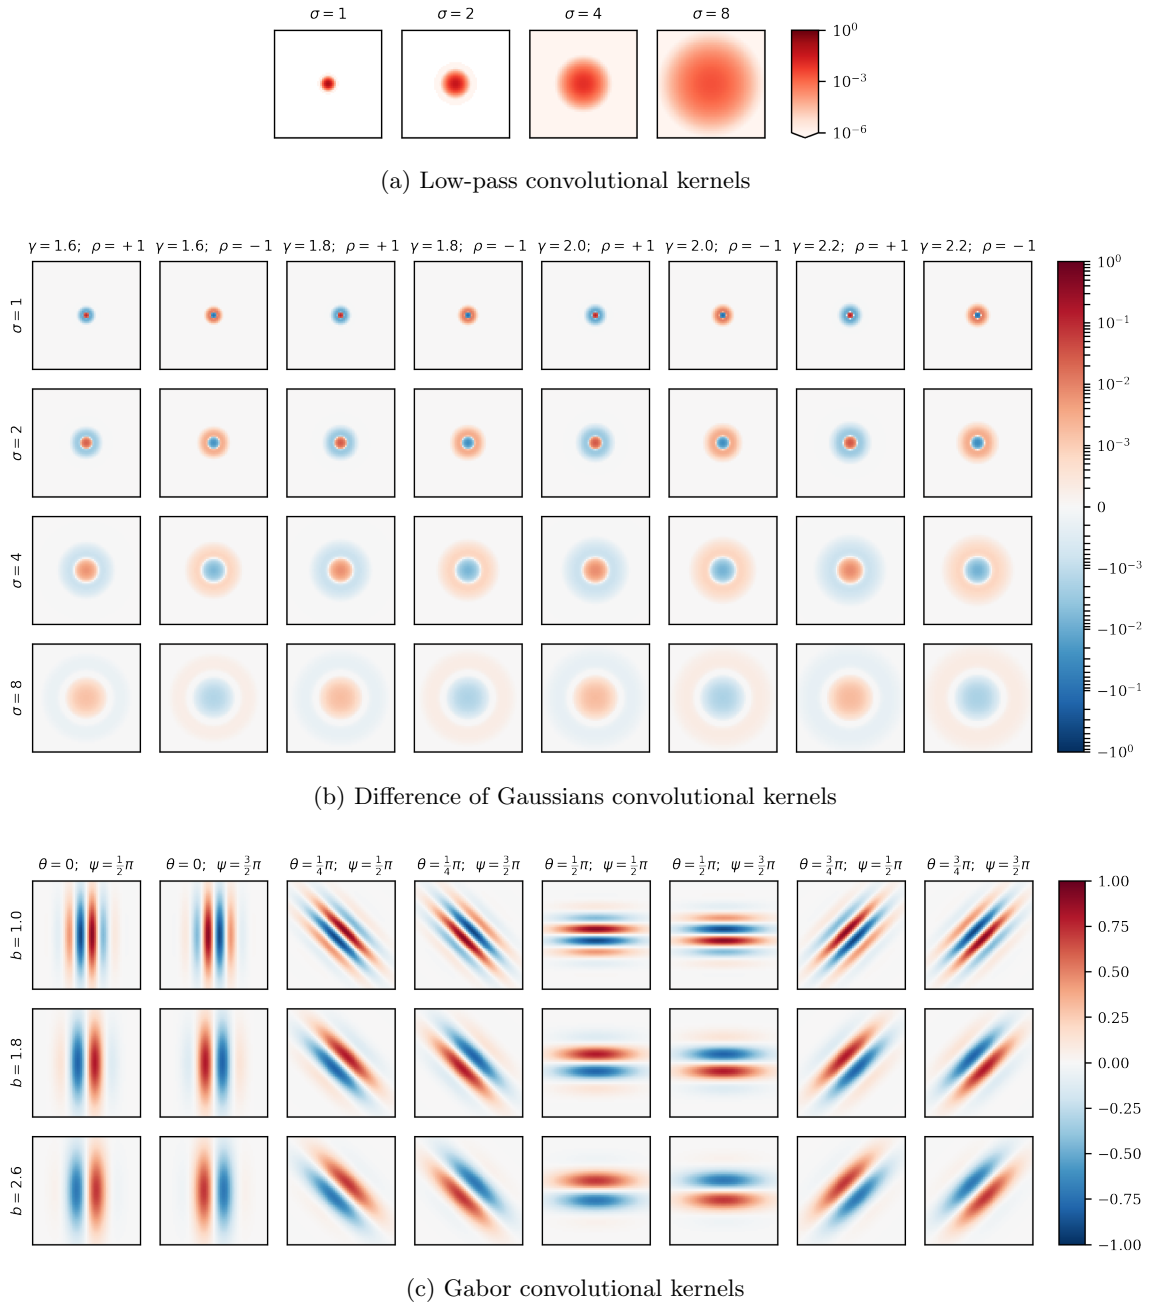 σ = 1 σ = 2 σ = 4 σ = 8
10⁰
10⁻³
10⁻⁶
(a) Low-pass convolutional kernels
γ = 1.6; ρ = +1 γ = 1.6; ρ = −1 γ = 1.8; ρ = +1 γ = 1.8; ρ = −1 γ = 2.0; ρ = +1 γ = 2.0; ρ = −1 γ = 2.2; ρ = +1 γ = 2.2; ρ = −1
σ = 1
σ = 2
σ = 4
σ = 8
10⁰
10⁻¹
10⁻²
10⁻³
0
−10⁻³
−10⁻²
−10⁻¹
−10⁰
(b) Difference of Gaussians convolutional kernels
θ = 0; ψ = ½π θ = 0; ψ = 3/2π θ = ¼π; ψ = ½π θ = ¼π; ψ = 3/2π θ = ½π; ψ = ½π θ = ½π; ψ = 3/2π θ = ¾π; ψ = ½π θ = ¾π; ψ = 3/2π
b = 1.0
b = 1.8
b = 2.6
1.00
0.75
0.50
0.25
0.00
−0.25
−0.50
−0.75
−1.00
(c) Gabor convolutional kernels